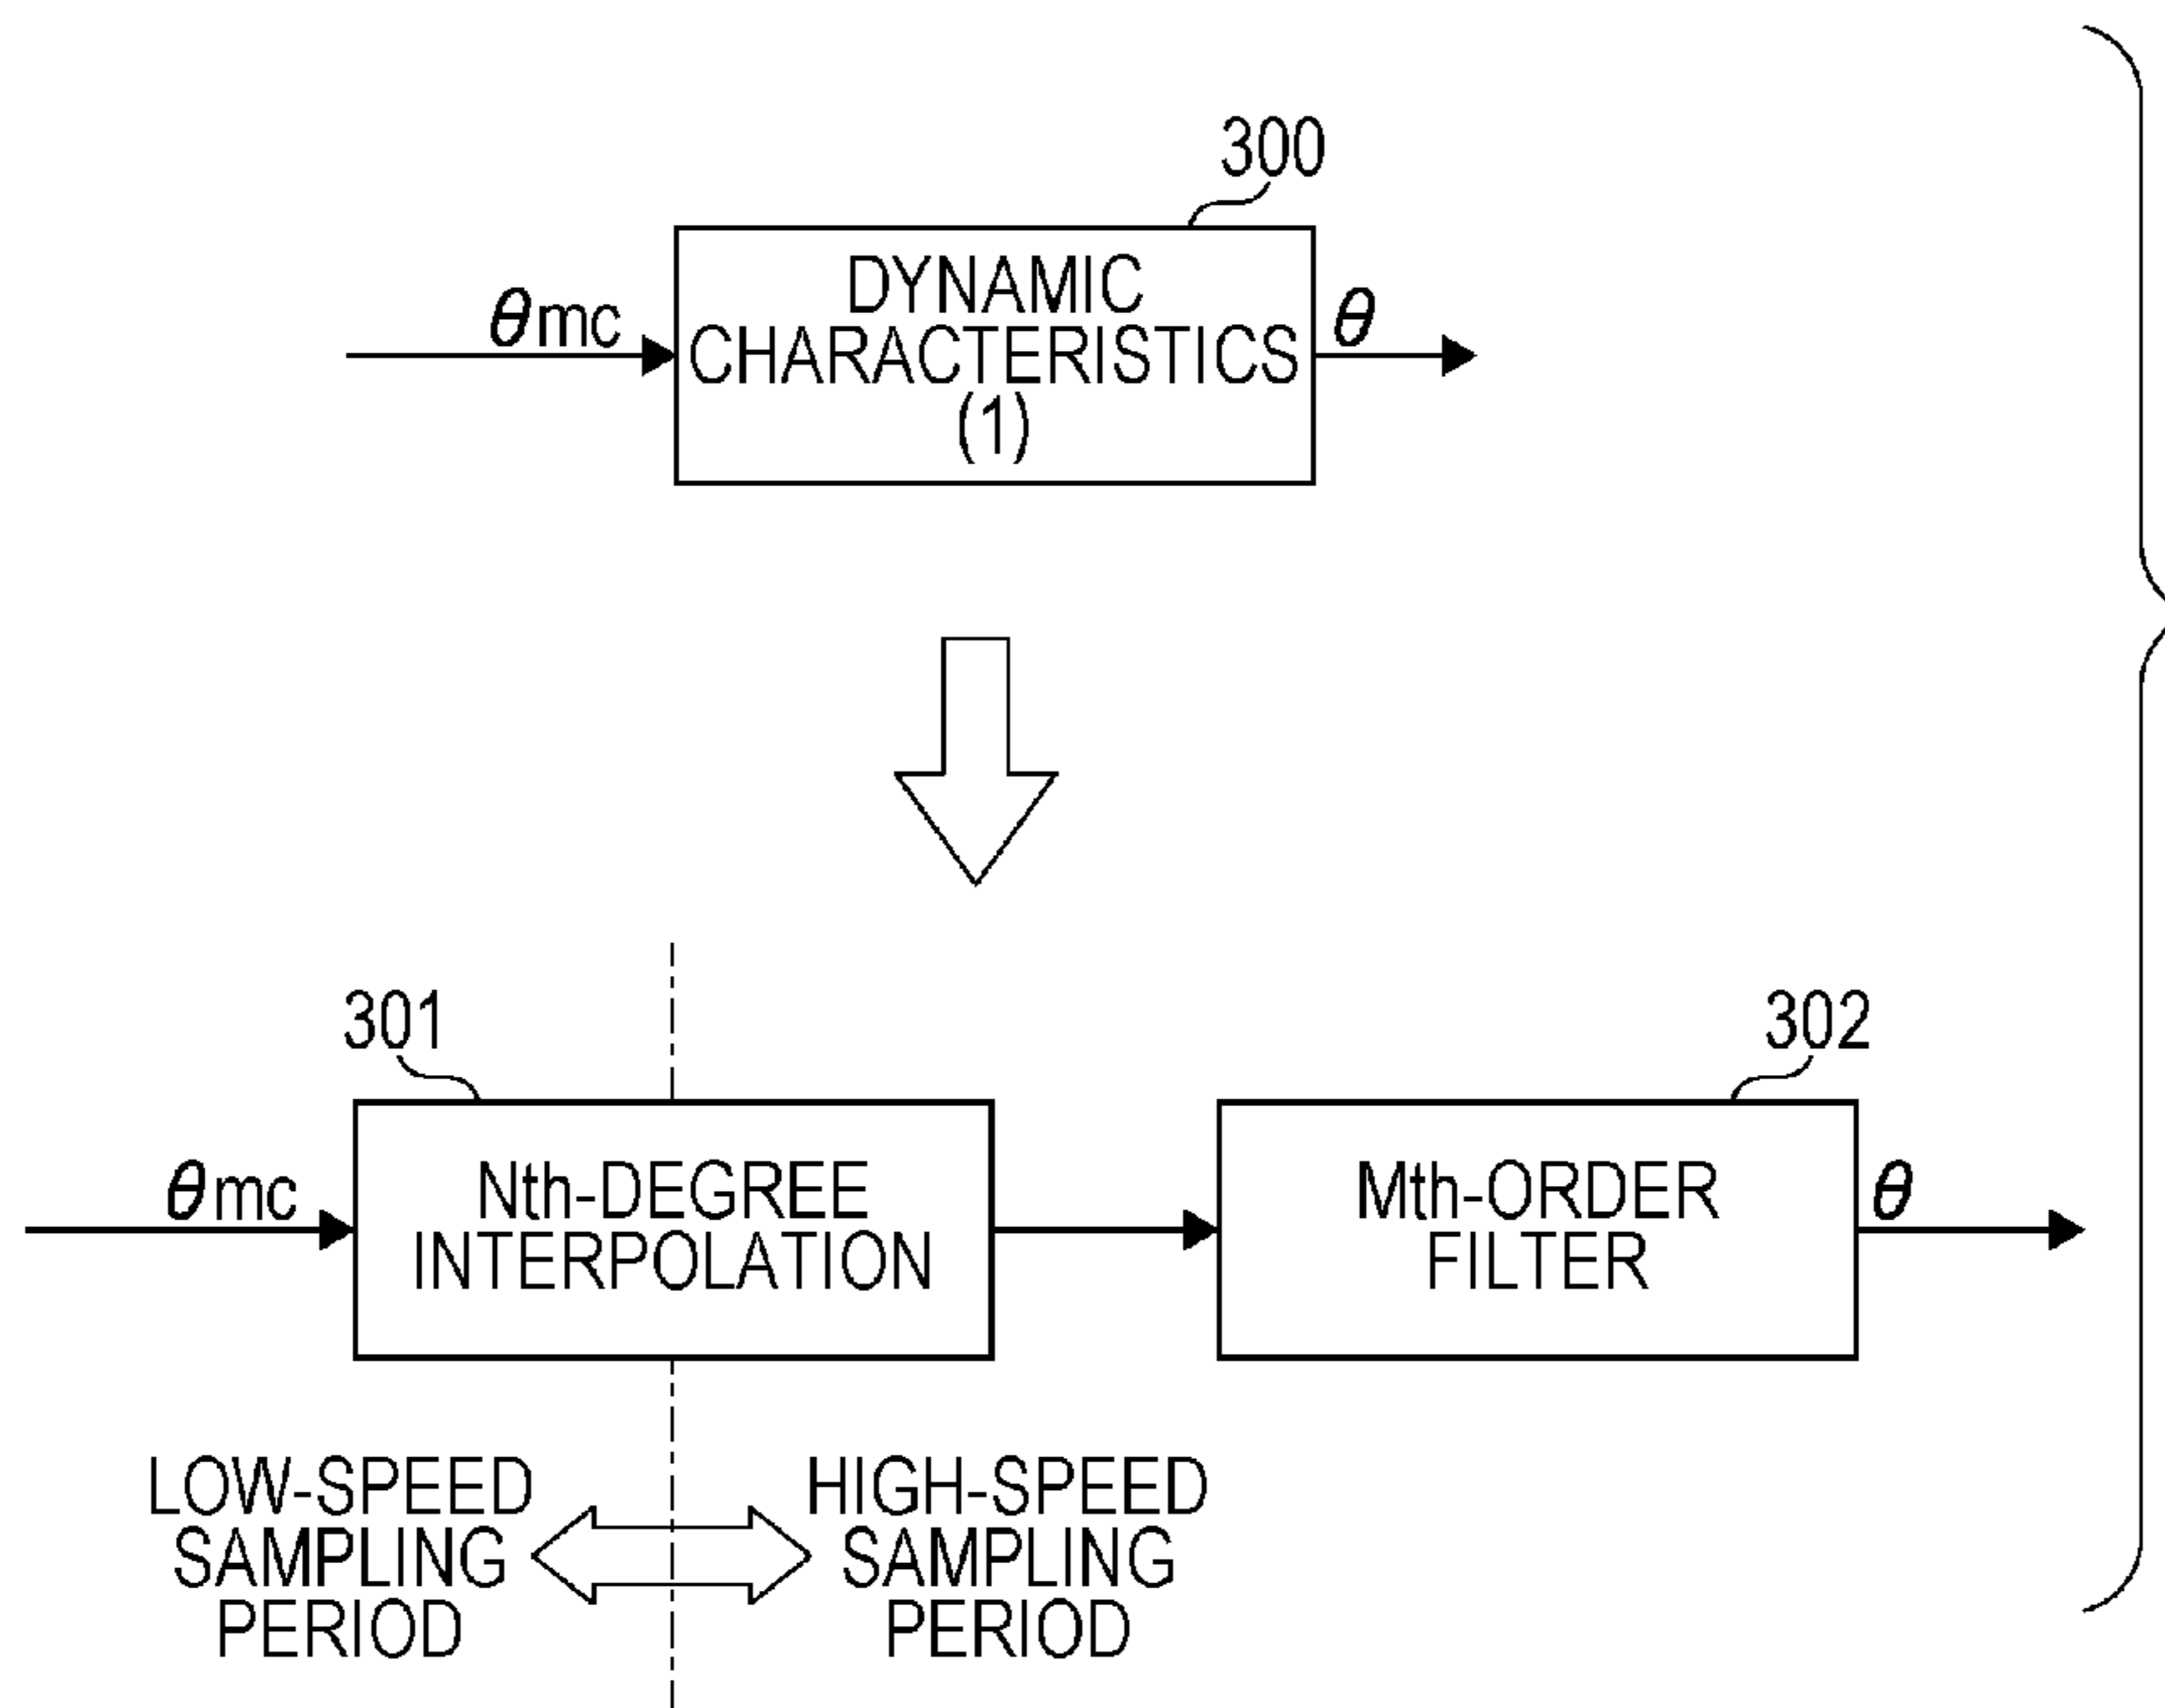 300
θmc
DYNAMIC
CHARACTERISTICS
(1)
θ
301
302
θmc
Nth-DEGREE
INTERPOLATION
Mth-ORDER
FILTER
θ
LOW-SPEED
SAMPLING
PERIOD
HIGH-SPEED
SAMPLING
PERIOD